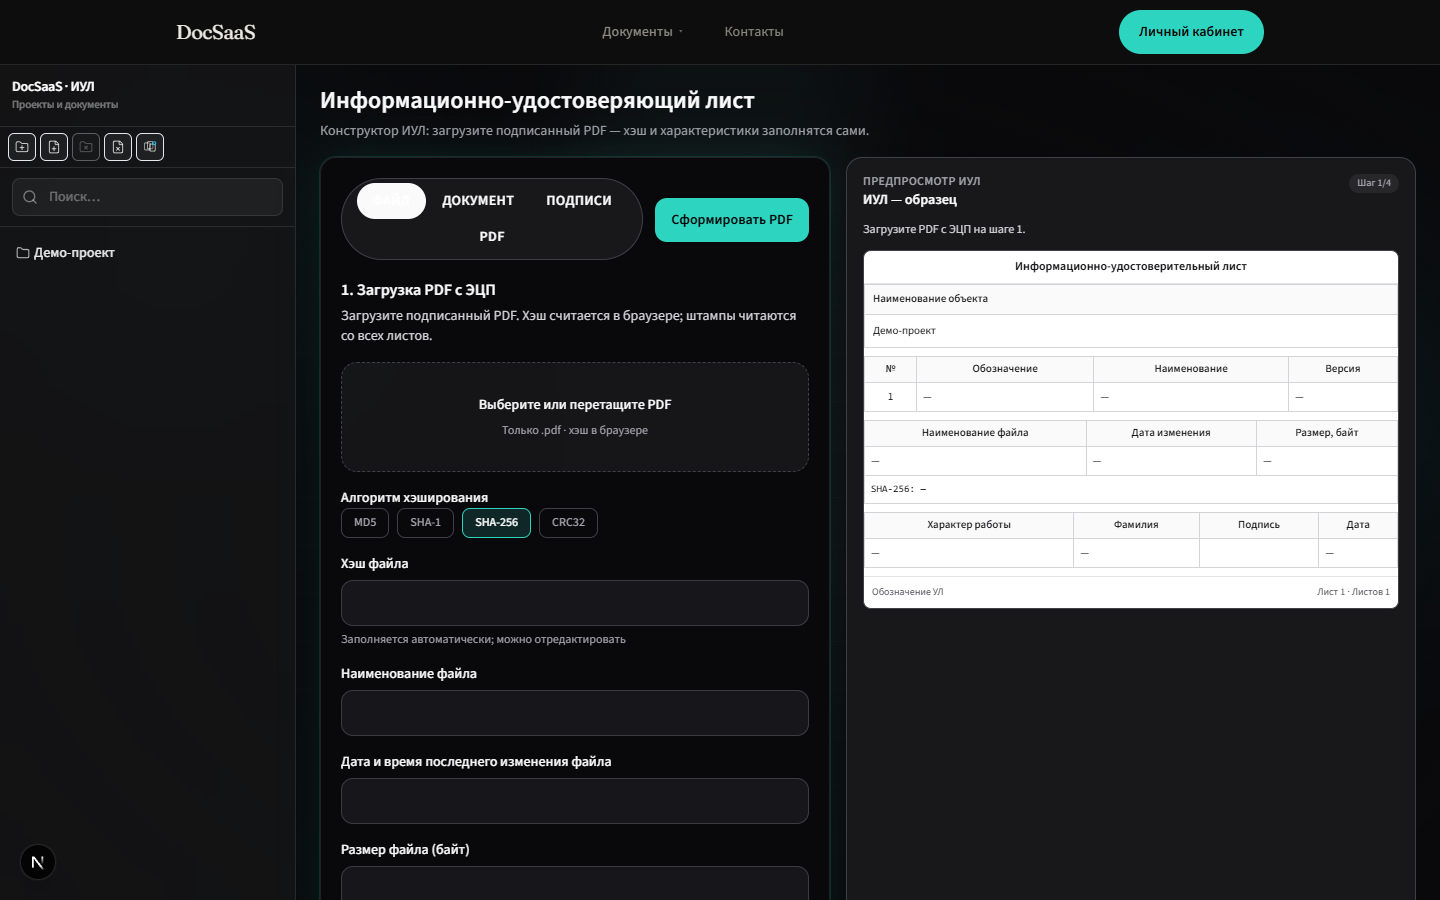 DocSaaS
Документы
Контакты
Личный кабинет
DocSaaS · ИУЛ
Проекты и документы
Поиск...
Демо-проект
Информационно-удостоверяющий лист
Конструктор ИУЛ: загрузите подписанный PDF — хэш и характеристики заполнятся сами.
ДОКУМЕНТ
ПОДПИСИ
PDF
Сформировать PDF
1. Загрузка PDF с ЭЦП
Загрузите подписанный PDF. Хэш считается в браузере; штампы читаются
со всех листов.
Выберите или перетащите PDF
Только .pdf · хэш в браузере
Алгоритм хэширования
MD5
SHA-1
SHA-256
CRC32
Хэш файла
Заполняется автоматически; можно отредактировать
Наименование файла
Дата и время последнего изменения файла
Размер файла (байт)
ПРЕДПРОСМОТР ИУЛ
Шаг 1/4
ИУЛ — образец
Загрузите PDF с ЭЦП на шаге 1.
Информационно-удостоверительный лист
Наименование объекта
Демо-проект
№ Обозначение Наименование Версия
1 — — —
Наименование файла Дата изменения Размер, байт
— — —
SHA-256: —
Характер работы Фамилия Подпись Дата
— — —
Обозначение УЛ
Лист 1 · Листов 1
N